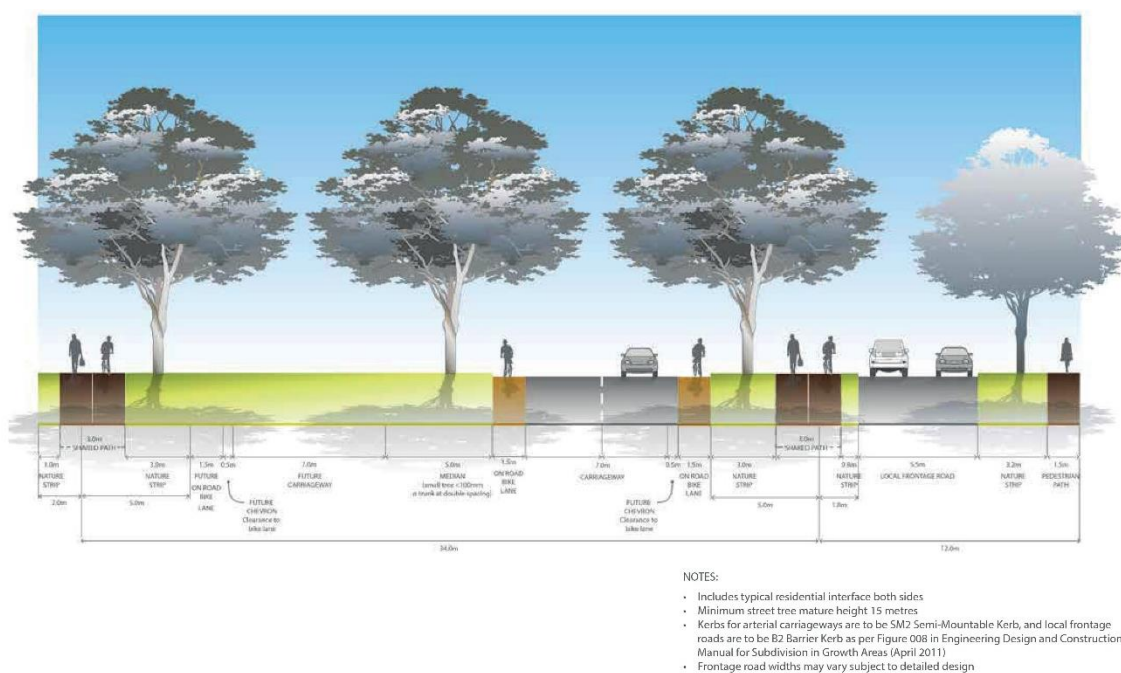 3.0m
SHARED PATH
3.0m
SHARED PATH
1.0m
NATURE
STRIP
3.0m
NATURE
STRIP
1.5m
FUTURE
ON ROAD
BIKE
LANE
0.5m
7.0m
FUTURE
CARRIAGEWAY
5.0m
MEDIAN
(small tree <100mm
ø trunk at double spacing)
1.5m
ON ROAD
BIKE
LANE
7.0m
CARRIAGEWAY
0.5m
1.5m
ON ROAD
BIKE
LANE
3.0m
NATURE
STRIP
0.8m
NATURE
STRIP
5.5m
LOCAL FRONTAGE ROAD
3.2m
NATURE
STRIP
1.5m
PEDESTRIAN
PATH
2.0m
5.0m
FUTURE
CHEVRON
Clearance to
bike lane
FUTURE
CHEVRON
Clearance to
bike lane
5.0m
1.8m
34.0m
12.0m
NOTES:
• Includes typical residential interface both sides
• Minimum street tree mature height 15 metres
• Kerbs for arterial carriageways are to be SM2 Semi-Mountable Kerb, and local frontage
roads are to be B2 Barrier Kerb as per Figure 008 in Engineering Design and Construction
Manual for Subdivision in Growth Areas (April 2011)
• Frontage road widths may vary subject to detailed design